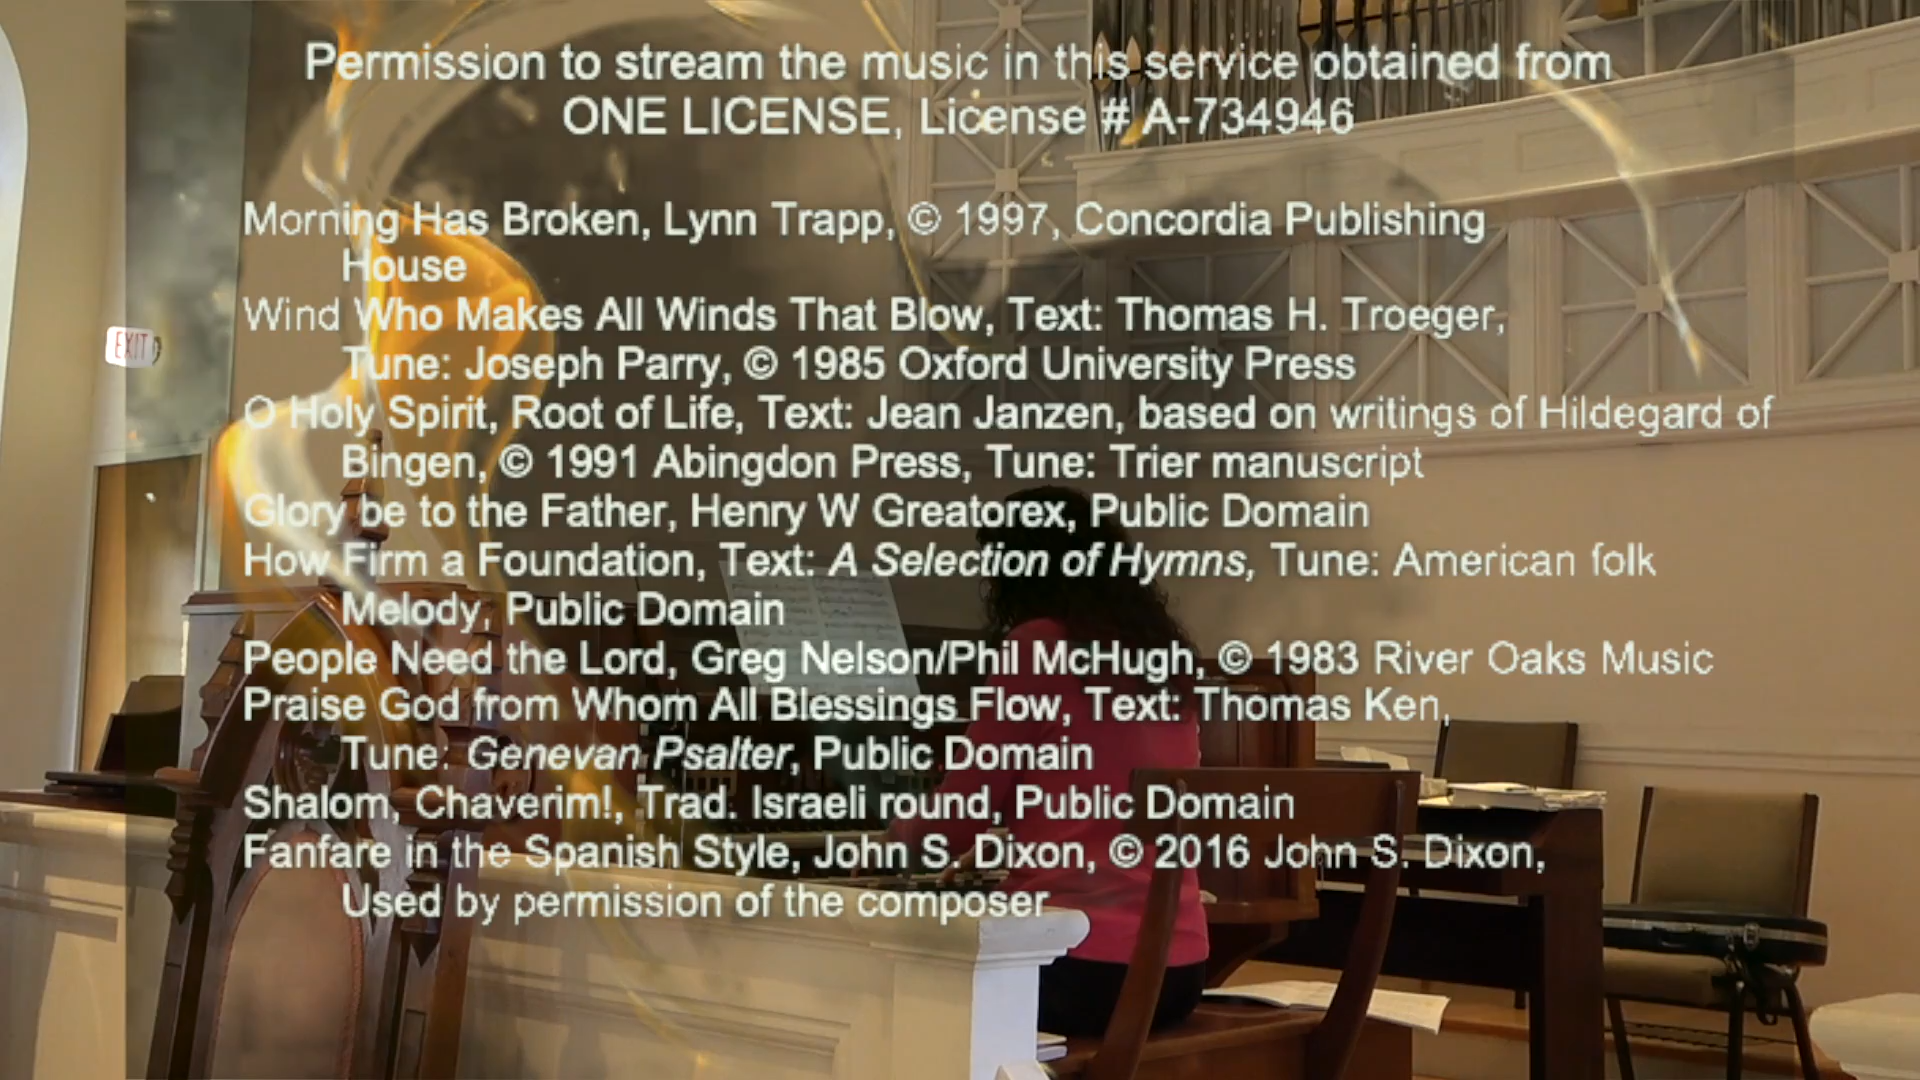 Permission to stream the music in this service obtained from
ONE LICENSE, License # A-734946
Morning Has Broken, Lynn Trapp, © 1997, Concordia Publishing
House
Wind Who Makes All Winds That Blow, Text: Thomas H. Troeger,
Tune: Joseph Parry, © 1985 Oxford University Press
O Holy Spirit, Root of Life, Text: Jean Janzen, based on writings of Hildegard of
Bingen, © 1991 Abingdon Press, Tune: Trier manuscript
Glory be to the Father, Henry W Greatorex, Public Domain
How Firm a Foundation, Text: A Selection of Hymns, Tune: American folk
Melody, Public Domain
People Need the Lord, Greg Nelson/Phil McHugh, © 1983 River Oaks Music
Praise God from Whom All Blessings Flow, Text: Thomas Ken,
Tune: Genevan Psalter, Public Domain
Shalom, Chaverim!, Trad. Israeli round, Public Domain
Fanfare in the Spanish Style, John S. Dixon, © 2016 John S. Dixon,
Used by permission of the composer
EXIT